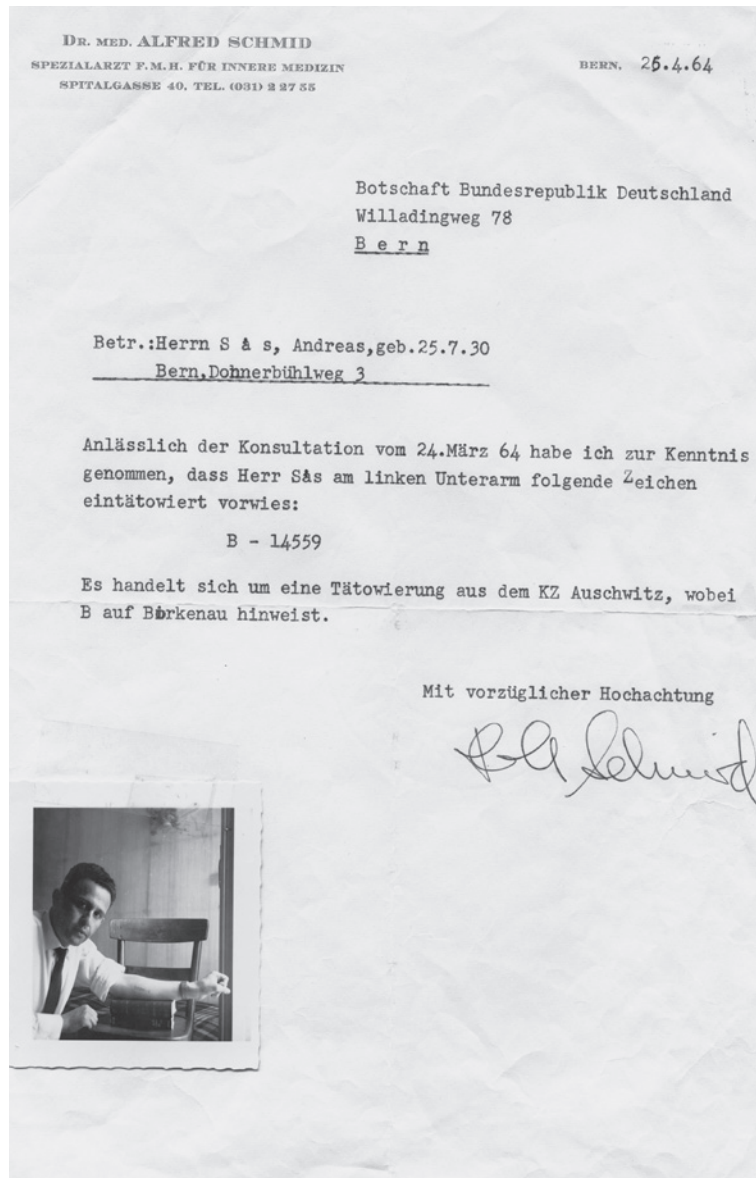 DR. MED. ALFRED SCHMID
SPEZIALARZT F.M.H. FÜR INNERE MEDIZIN
SPITALGASSE 40, TEL. (031) 2 27 55
BERN, 25.4.64
Botschaft Bundesrepublik Deutschland
Willadingweg 78
Bern
Betr.:Herrn S á s, Andreas,geb.25.7.30
Bern,Dohnerbühlweg 3
Anlässlich der Konsultation vom 24.März 64 habe ich zur Kenntnis
genommen, dass Herr Sás am linken Unterarm folgende Zeichen
eintätowiert vorwies:
B - 14559
Es handelt sich um eine Tätowierung aus dem KZ Auschwitz, wobei
B auf Birkenau hinweist.
Mit vorzüglicher Hochachtung
Schmid